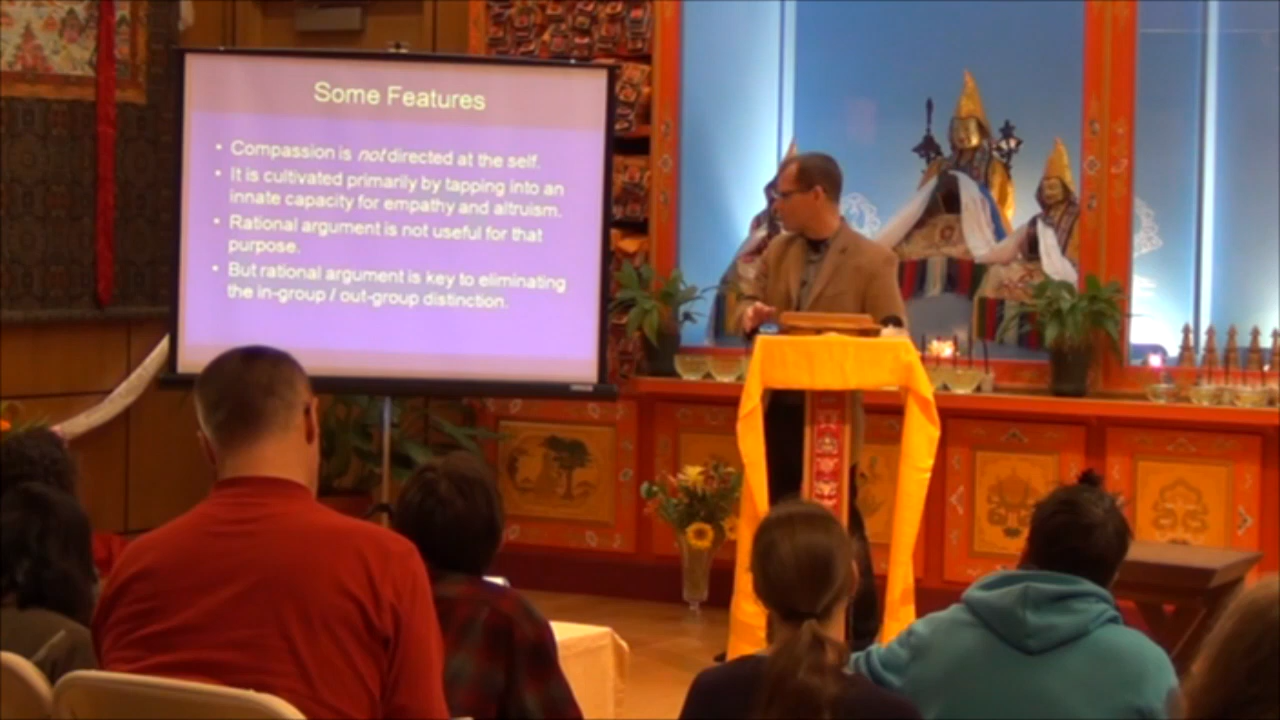 Some Features
• Compassion is not directed at the self.
• It is cultivated primarily by tapping into an
innate capacity for empathy and altruism.
• Rational argument is not useful for that
purpose.
• But rational argument is key to eliminating
the in-group / out-group distinction.